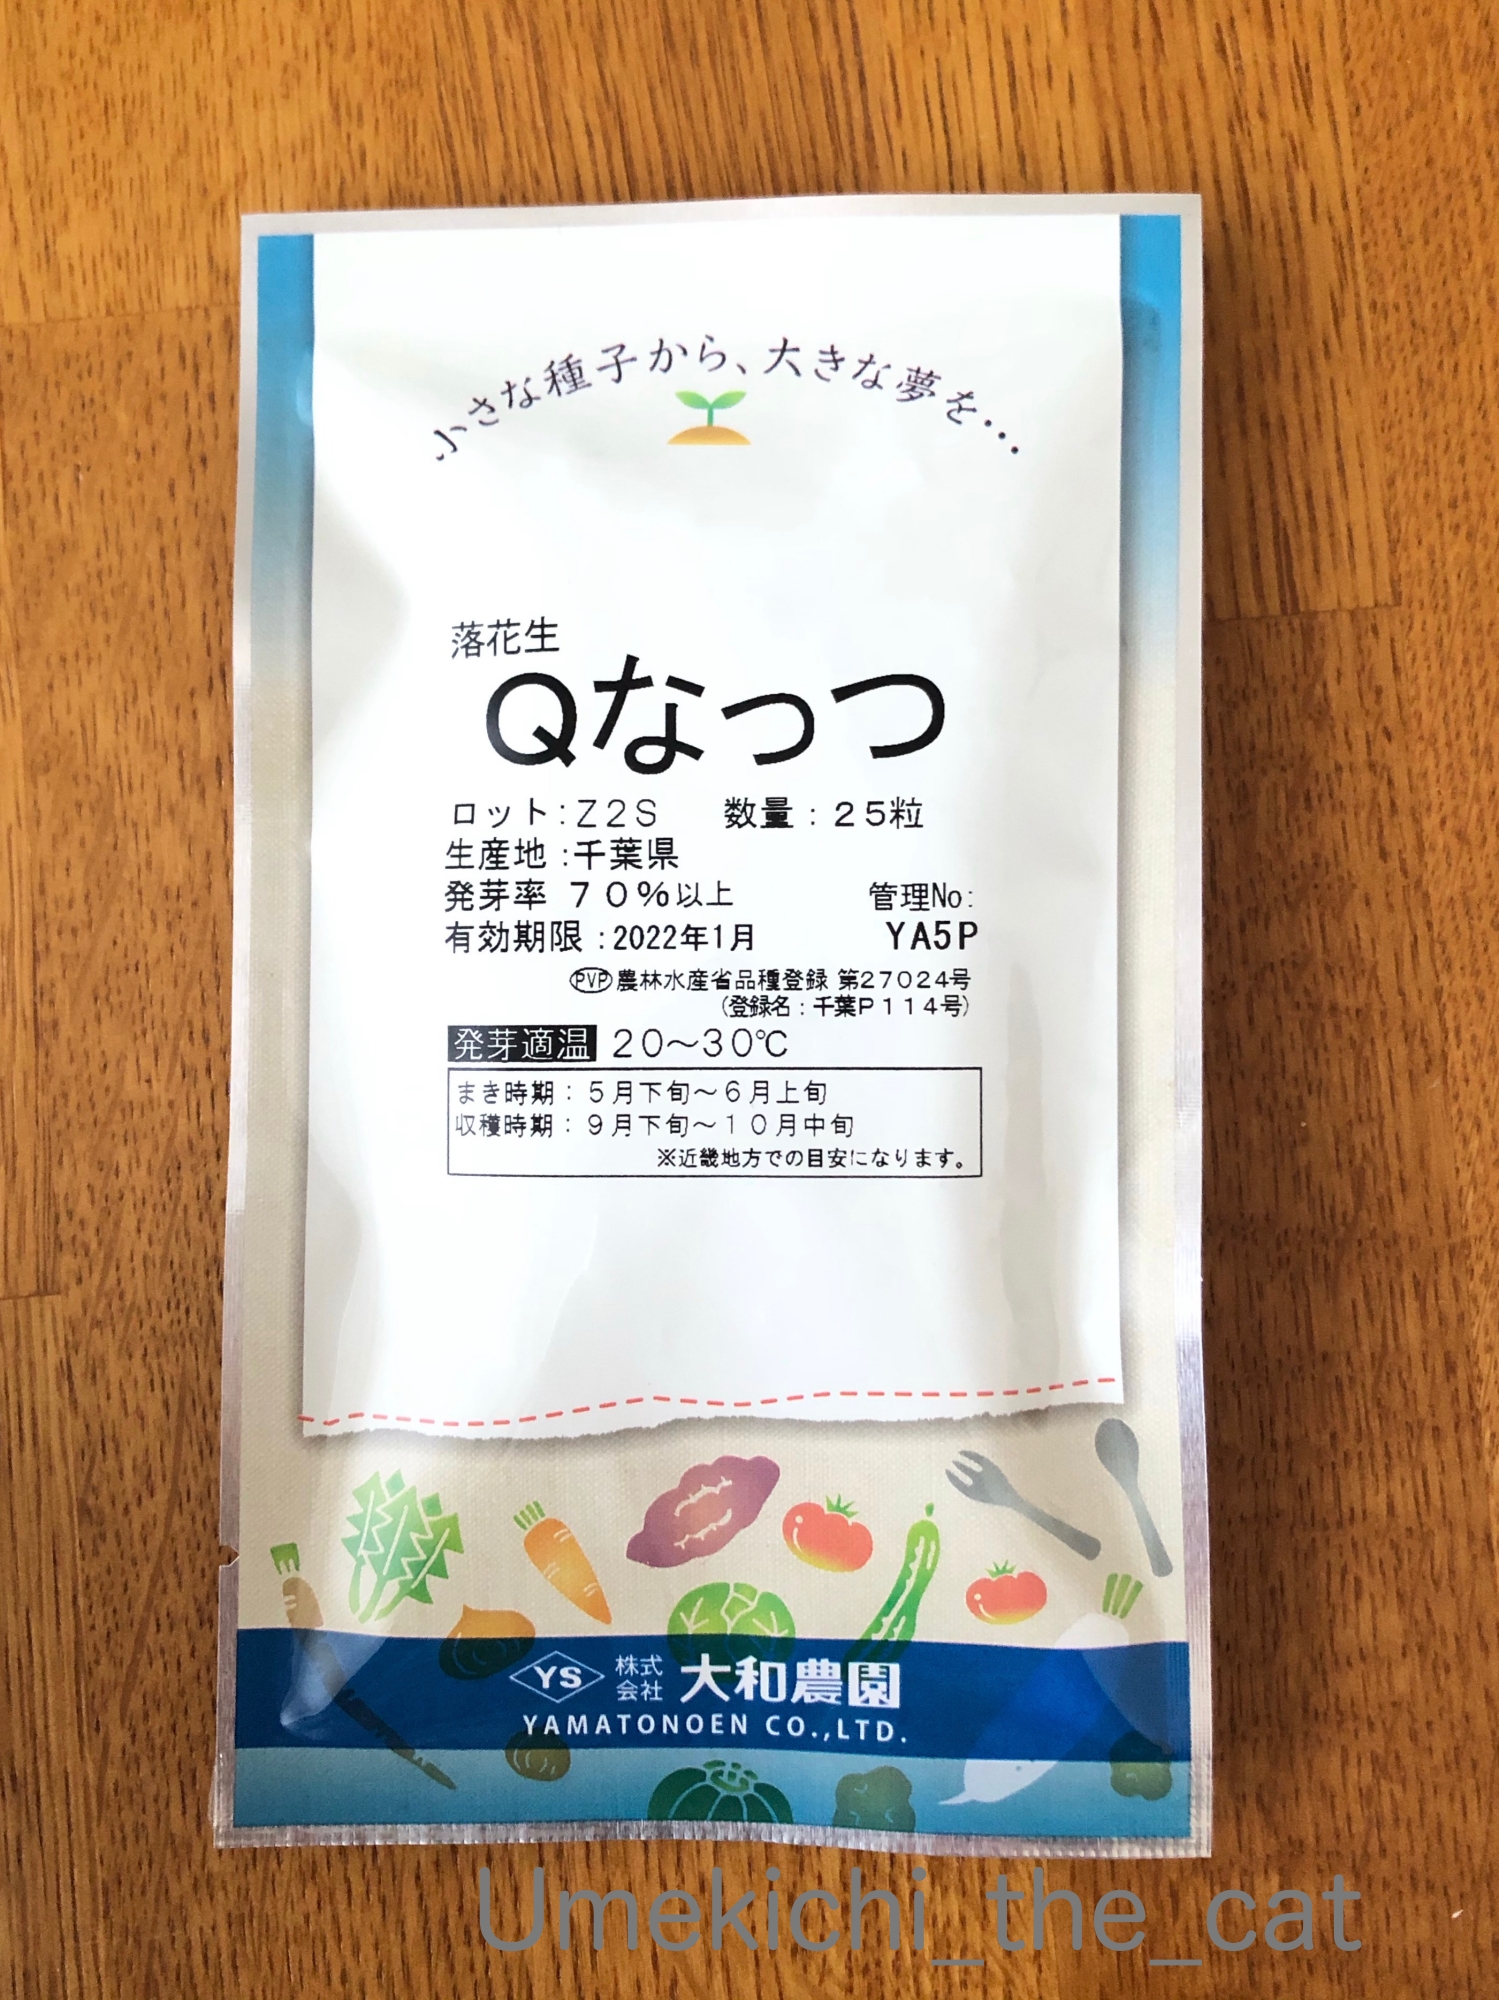 小さな種子から、大きな夢を…
落花生
Qなっつ
ロット:Z2S 数量:25粒
生産地:千葉県
発芽率 70%以上 管理No:
有効期限:2022年1月 YA5P
PVP農林水産省品種登録 第27024号
(登録名:千葉P114号)
発芽適温 20〜30℃
まき時期:5月下旬〜6月上旬
収穫時期:9月下旬〜10月中旬
※近畿地方での目安になります。
YS 株式会社 大和農園
YAMATONOEN CO.,LTD.
Umekichi_the_cat